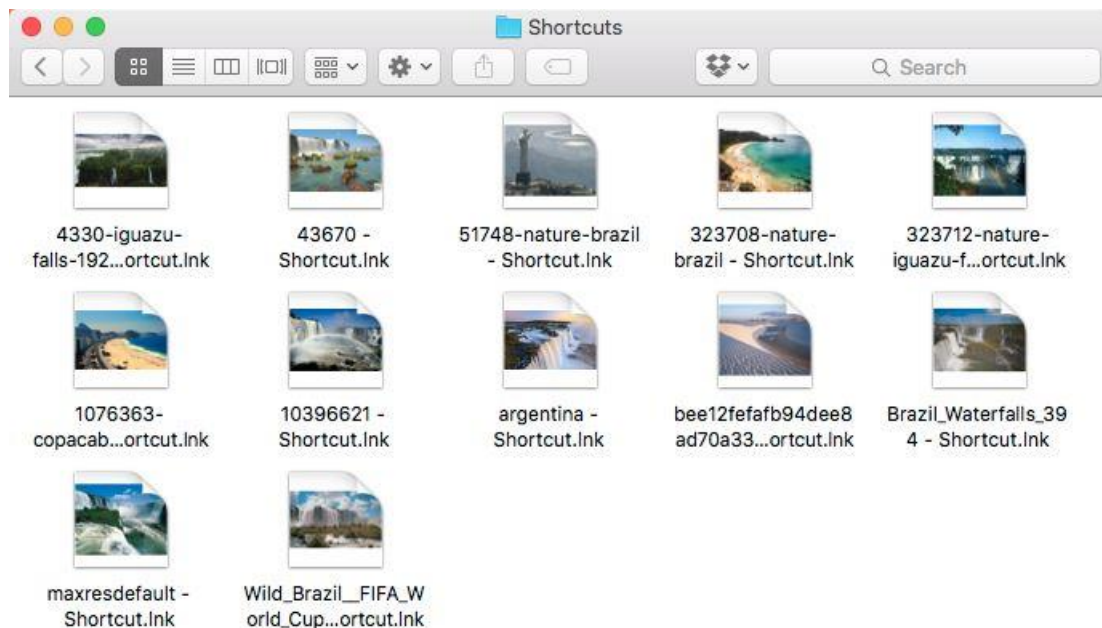 Shortcuts
Search
4330-iguazu-
falls-192...ortcut.lnk
43670 -
Shortcut.lnk
51748-nature-brazil
- Shortcut.lnk
323708-nature-
brazil - Shortcut.lnk
323712-nature-
iguazu-f...ortcut.lnk
1076363-
copacab...ortcut.lnk
10396621 -
Shortcut.lnk
argentina -
Shortcut.lnk
bee12fefafb94dee8
ad70a33...ortcut.lnk
Brazil_Waterfalls_39
4 - Shortcut.lnk
maxresdefault -
Shortcut.lnk
Wild_Brazil__FIFA_W
orld_Cup...ortcut.lnk